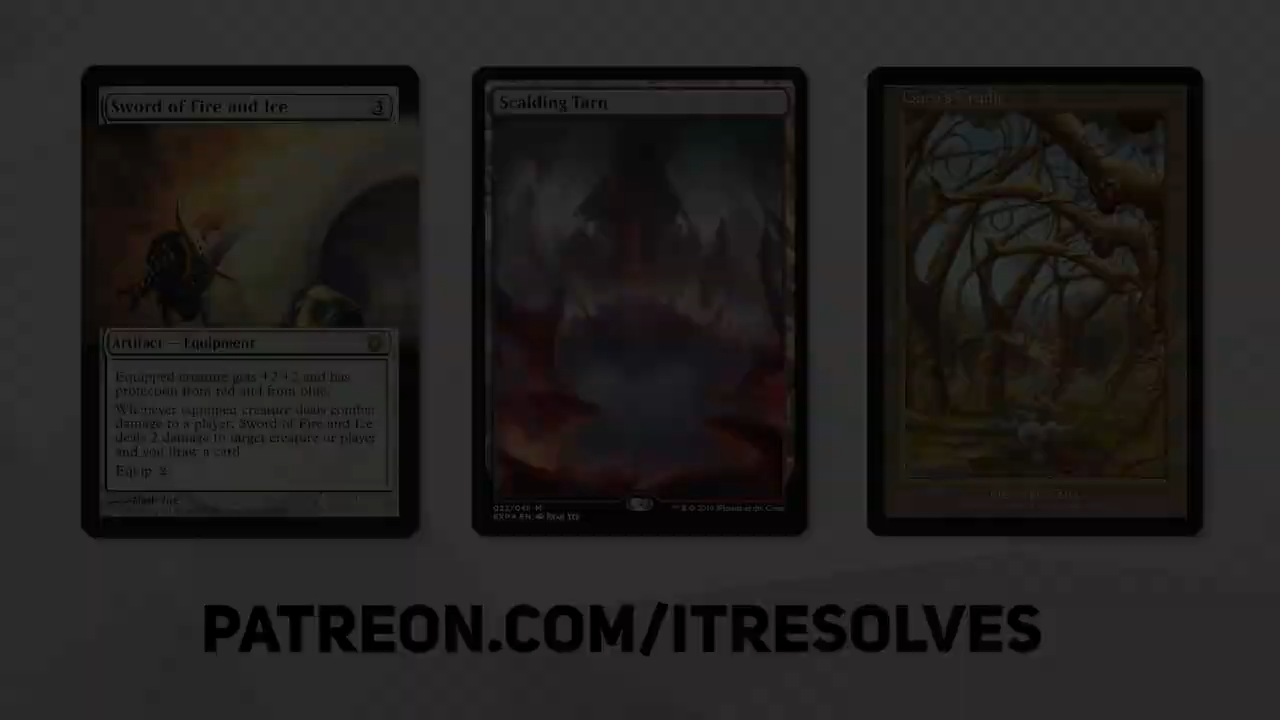 Sword of Fire and Ice 3
Artifact — Equipment
Equipped creature gets +2/+2 and has
protection from red and from blue.
Whenever equipped creature deals combat
damage to a player, Sword of Fire and Ice
deals 2 damage to target creature or player
and you draw a card.
Equip 2
Scalding Tarn
Gaea's Cradle
PATREON.COM/ITRESOLVES